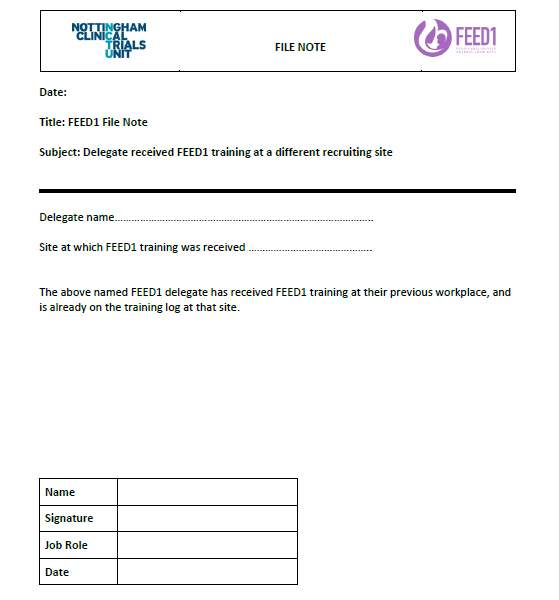 NOTTINGHAM
CLINICAL
TRIALS
UNIT
FILE NOTE
FEED1
Date:
Title: FEED1 File Note
Subject: Delegate received FEED1 training at a different recruiting site
Delegate name……………………………………………………………………………..
Site at which FEED1 training was received ……………………………………..
The above named FEED1 delegate has received FEED1 training at their previous workplace, and
is already on the training log at that site.
Name
Signature
Job Role
Date